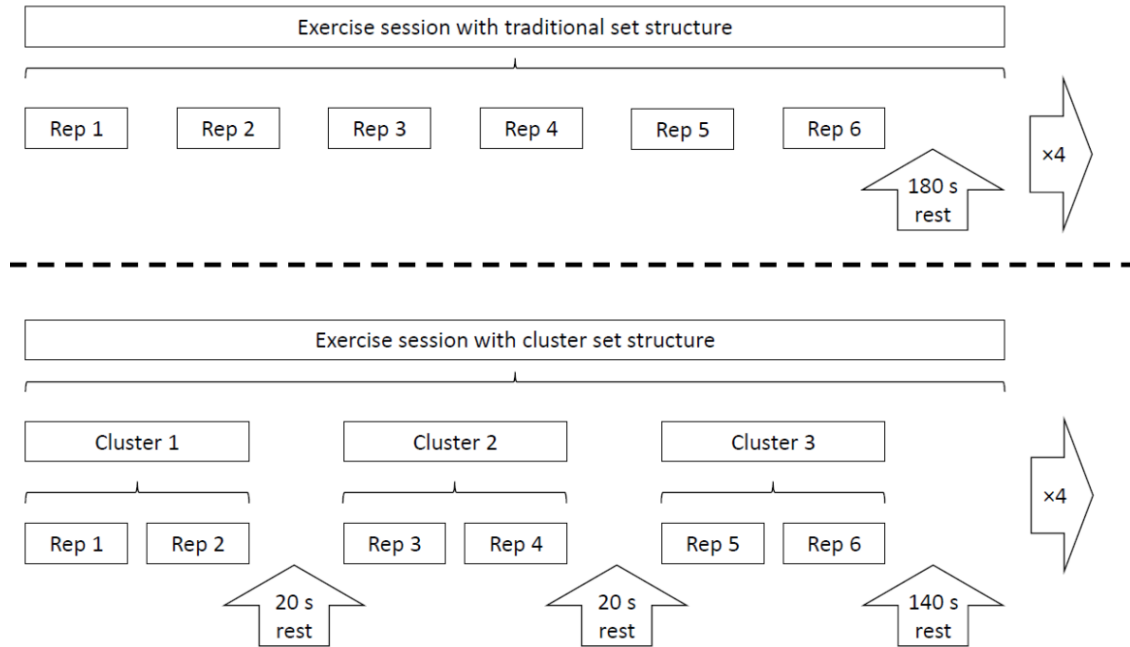 Exercise session with traditional set structure
Rep 1 Rep 2 Rep 3 Rep 4 Rep 5 Rep 6
×4
180 s
rest
Exercise session with cluster set structure
Cluster 1 Cluster 2 Cluster 3
×4
Rep 1 Rep 2 Rep 3 Rep 4 Rep 5 Rep 6
20 s 20 s 140 s
rest rest rest